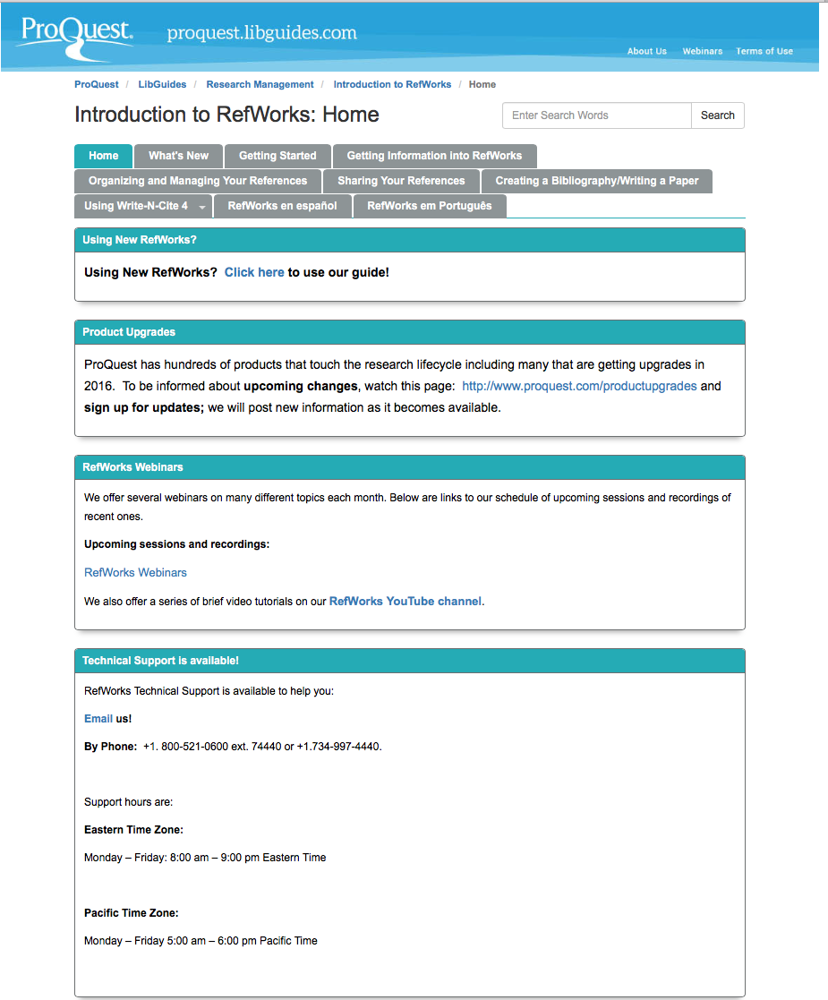 ProQuest. proquest.libguides.com
About Us Webinars Terms of Use
ProQuest / LibGuides / Research Management / Introduction to RefWorks / Home
Introduction to RefWorks: Home
Enter Search Words Search
Home What's New Getting Started Getting Information into RefWorks
Organizing and Managing Your References Sharing Your References Creating a Bibliography/Writing a Paper
Using Write-N-Cite 4 RefWorks en español RefWorks em Português
Using New RefWorks?
Using New RefWorks? Click here to use our guide!
Product Upgrades
ProQuest has hundreds of products that touch the research lifecycle including many that are getting upgrades in
2016. To be informed about upcoming changes, watch this page: http://www.proquest.com/productupgrades and
sign up for updates; we will post new information as it becomes available.
RefWorks Webinars
We offer several webinars on many different topics each month. Below are links to our schedule of upcoming sessions and recordings of
recent ones.
Upcoming sessions and recordings:
RefWorks Webinars
We also offer a series of brief video tutorials on our RefWorks YouTube channel.
Technical Support is available!
RefWorks Technical Support is available to help you:
Email us!
By Phone: +1. 800-521-0600 ext. 74440 or +1.734-997-4440.
Support hours are:
Eastern Time Zone:
Monday – Friday: 8:00 am – 9:00 pm Eastern Time
Pacific Time Zone:
Monday – Friday 5:00 am – 6:00 pm Pacific Time